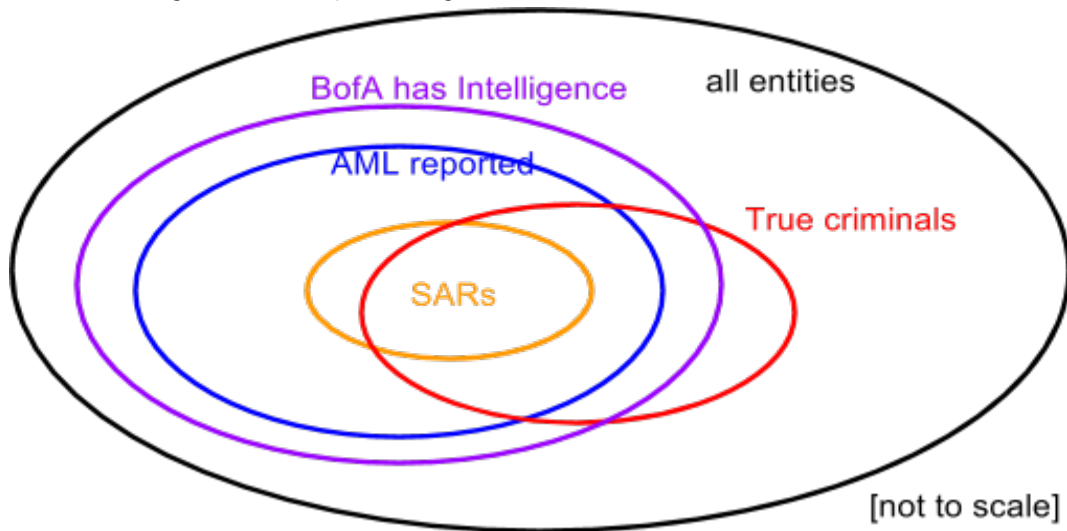 all entities
BofA has Intelligence
AML reported
True criminals
SARs
[not to scale]